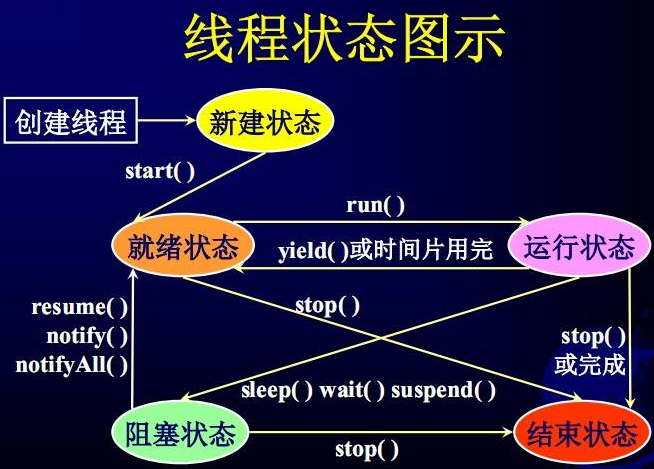 线程状态图示
创建线程
新建状态
start( )
run( )
就绪状态
yield( )或时间片用完
运行状态
resume( )
notify( )
notifyAll( )
stop( )
stop( )
或完成
sleep( ) wait( ) suspend( )
阻塞状态
stop( )
结束状态